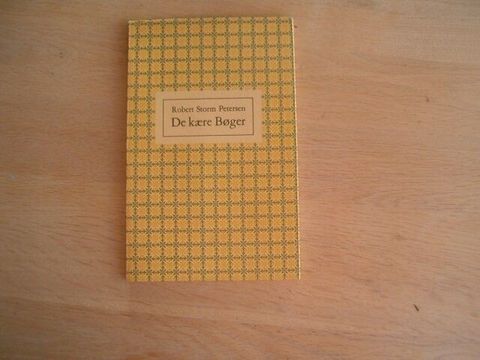 Robert Storm Petersen
De kære Bøger